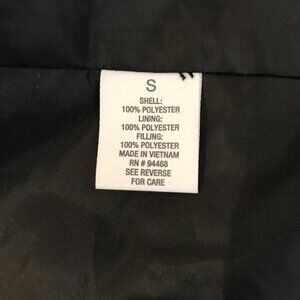 S
SHELL:
100% POLYESTER
LINING:
100% POLYESTER
FILLING:
100% POLYESTER
MADE IN VIETNAM
RN # 94468
SEE REVERSE
FOR CARE